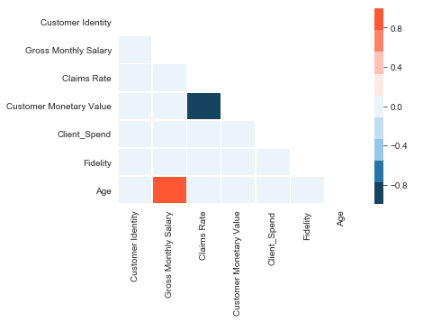 Customer Identity
Gross Monthly Salary
Claims Rate
Customer Monetary Value
Client_Spend
Fidelity
Age
Customer Identity
Gross Monthly Salary
Claims Rate
Customer Monetary Value
Client_Spend
Fidelity
Age
0.8
0.4
0.0
−0.4
−0.8